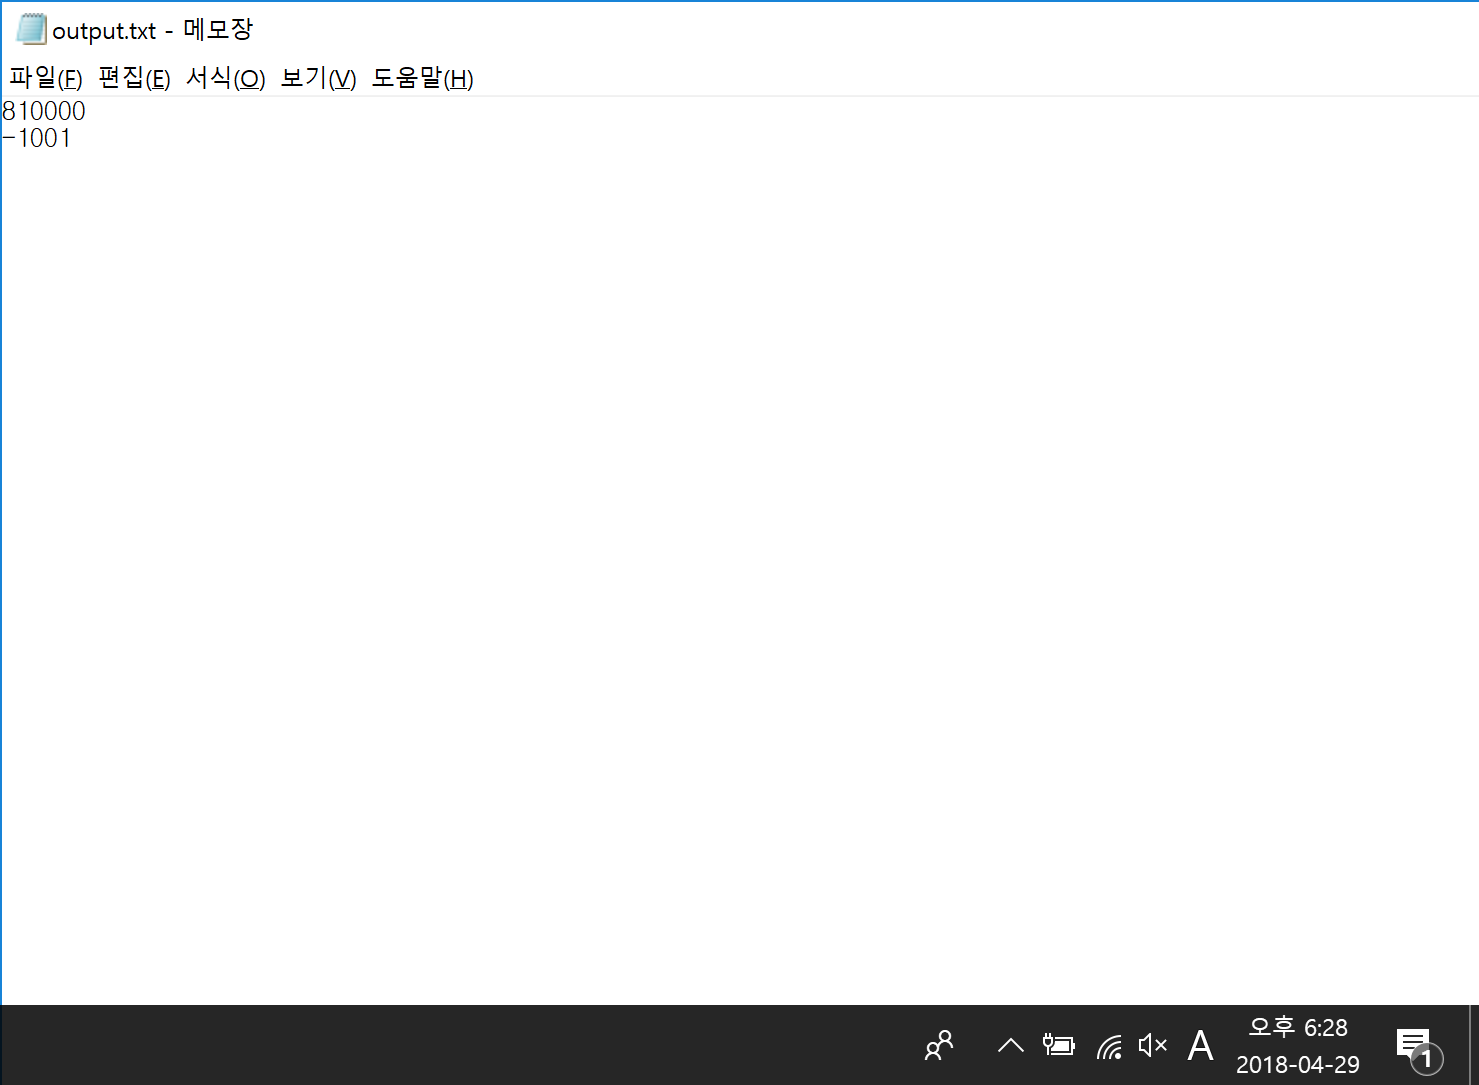 output.txt - 메모장
파일(F) 편집(E) 서식(O) 보기(V) 도움말(H)
810000
-1001
A
오후 6:28
2018-04-29
1